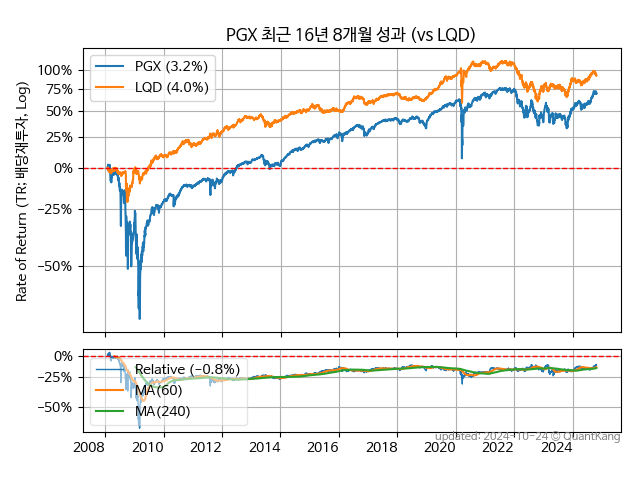 PGX 최근 16년 8개월 성과 (vs LQD)
Rate of Return (TR: 배당재투자, Log)
100%
75%
50%
25%
0%
−25%
−50%
PGX (3.2%)
LQD (4.0%)
0%
−25%
−50%
Relative (−0.8%)
MA(60)
MA(240)
2008
2010
2012
2014
2016
2018
2020
2022
2024
updated: 2024-10-24 © QuantKang